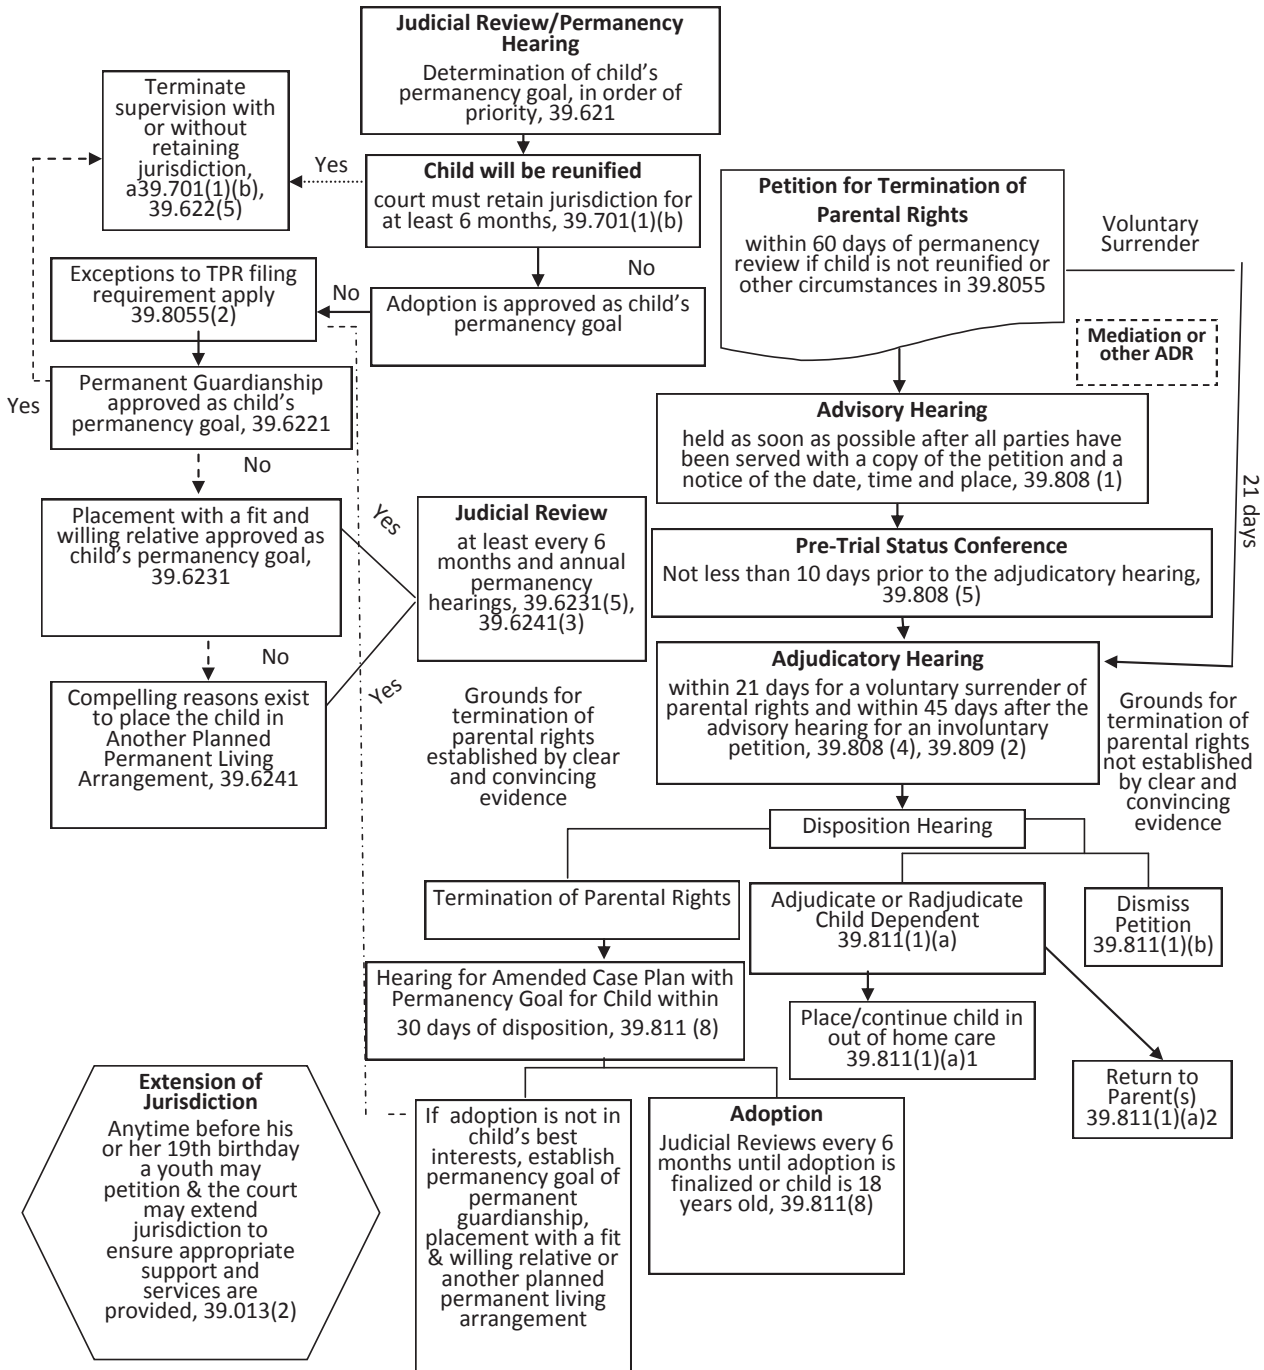 Judicial Review/Permanency
Hearing
Determination of child's
permanency goal, in order of
priority, 39.621
Terminate
supervision with
or without
retaining
jurisdiction,
a39.701(1)(b),
39.622(5)
Yes
Child will be reunified
court must retain jurisdiction for
at least 6 months, 39.701(1)(b)
No
Exceptions to TPR filing
requirement apply
39.8055(2)
No
Adoption is approved as child's
permanency goal
Yes
Permanent Guardianship
approved as child's
permanency goal, 39.6221
No
Placement with a fit and
willing relative approved as
child's permanency goal,
39.6231
Yes
No
Compelling reasons exist
to place the child in
Another Planned
Permanent Living
Arrangement, 39.6241
Yes
Judicial Review
at least every 6
months and annual
permanency
hearings, 39.6231(5),
39.6241(3)
Petition for Termination of
Parental Rights
within 60 days of permanency
review if child is not reunified or
other circumstances in 39.8055
Voluntary
Surrender
Mediation or
other ADR
21 days
Advisory Hearing
held as soon as possible after all parties have
been served with a copy of the petition and a
notice of the date, time and place, 39.808 (1)
Pre-Trial Status Conference
Not less than 10 days prior to the adjudicatory hearing,
39.808 (5)
Adjudicatory Hearing
within 21 days for a voluntary surrender of
parental rights and within 45 days after the
advisory hearing for an involuntary
petition, 39.808 (4), 39.809 (2)
Grounds for
termination of
parental rights
established by clear
and convincing
evidence
Grounds for
termination of
parental rights
not established
by clear and
convincing
evidence
Disposition Hearing
Termination of Parental Rights
Adjudicate or Radjudicate
Child Dependent
39.811(1)(a)
Dismiss
Petition
39.811(1)(b)
Hearing for Amended Case Plan with
Permanency Goal for Child within
30 days of disposition, 39.811 (8)
Place/continue child in
out of home care
39.811(1)(a)1
Return to
Parent(s)
39.811(1)(a)2
If adoption is not in
child's best
interests, establish
permanency goal of
permanent
guardianship,
placement with a fit
& willing relative or
another planned
permanent living
arrangement
Adoption
Judicial Reviews every 6
months until adoption is
finalized or child is 18
years old, 39.811(8)
Extension of
Jurisdiction
Anytime before his
or her 19th birthday
a youth may
petition & the court
may extend
jurisdiction to
ensure appropriate
support and
services are
provided, 39.013(2)